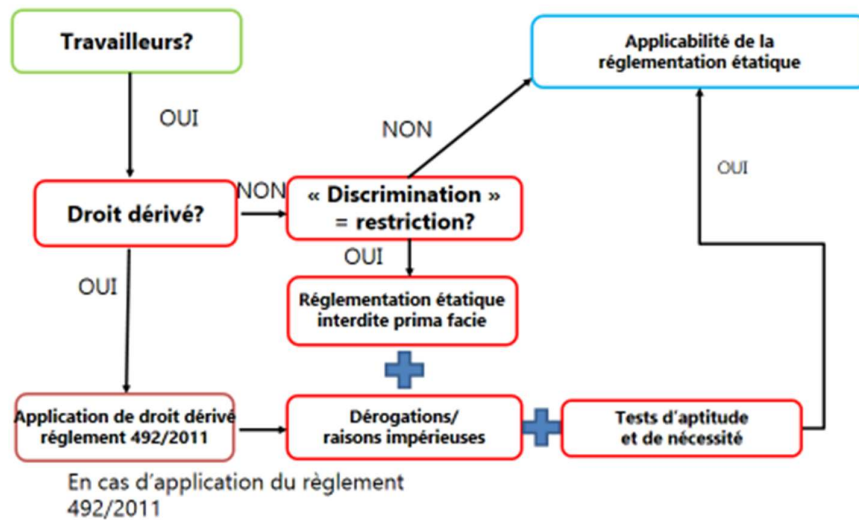 Travailleurs?
Applicabilité de la
réglementation étatique
OUI
NON
OUI
Droit dérivé?
NON
« Discrimination »
= restriction?
OUI
OUI
Réglementation étatique
interdite prima facie
Application de droit dérivé
réglement 492/2011
Dérogations/
raisons impérieuses
Tests d'aptitude
et de nécessité
En cas d'application du règlement
492/2011